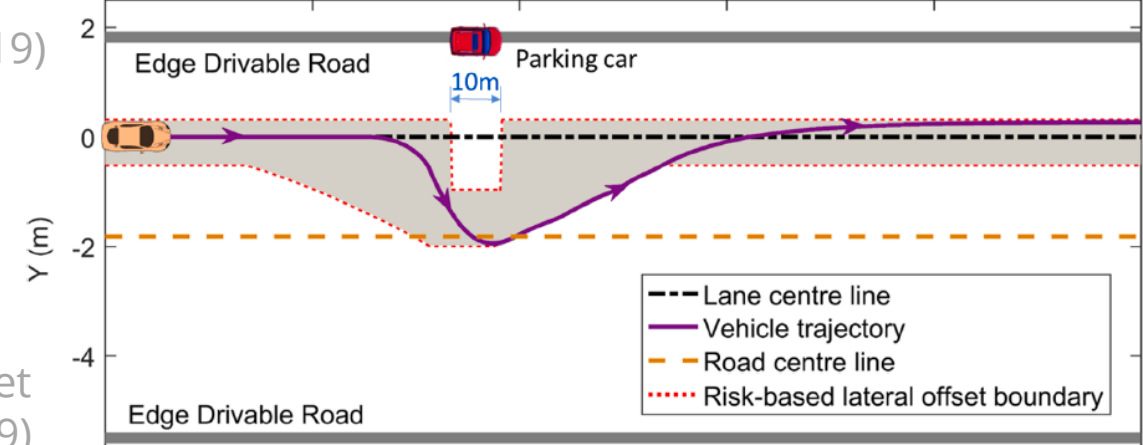 19)
2
Edge Drivable Road
Parking car
10m
0
Y (m)
-2
Lane centre line
Vehicle trajectory
-4
Road centre line
et
Risk-based lateral offset boundary
Edge Drivable Road
9)